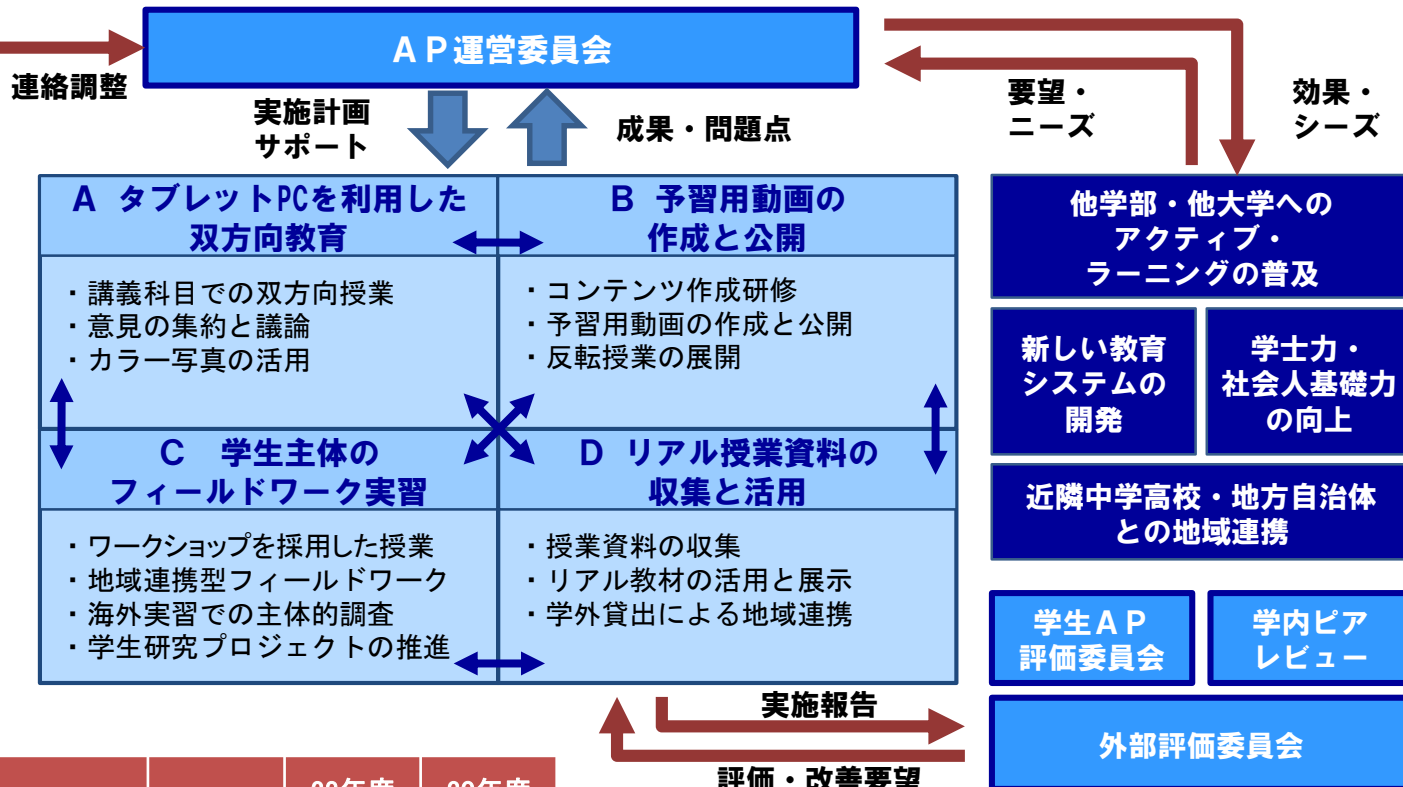 ＡＰ運営委員会
連絡調整
実施計画
サポート
成果・問題点
要望・
ニーズ
効果・
シーズ
Ａ タブレットPCを利用した
双方向教育
・講義科目での双方向授業
・意見の集約と議論
・カラー写真の活用
Ｂ 予習用動画の
作成と公開
・コンテンツ作成研修
・予習用動画の作成と公開
・反転授業の展開
Ｃ 学生主体の
フィールドワーク実習
・ワークショップを採用した授業
・地域連携型フィールドワーク
・海外実習での主体的調査
・学生研究プロジェクトの推進
Ｄ リアル授業資料の
収集と活用
・授業資料の収集
・リアル教材の活用と展示
・学外貸出による地域連携
他学部・他大学への
アクティブ・
ラーニングの普及
新しい教育
システムの
開発
学士力・
社会人基礎力
の向上
近隣中学高校・地方自治体
との地域連携
学生ＡＰ
評価委員会
学内ピア
レビュー
外部評価委員会
実施報告
評価・改善要望